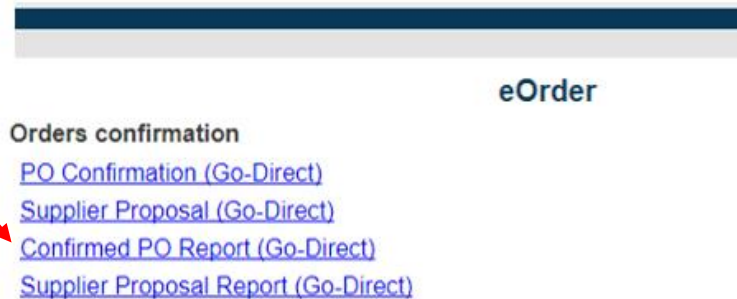 eOrder
Orders confirmation
PO Confirmation (Go-Direct)
Supplier Proposal (Go-Direct)
Confirmed PO Report (Go-Direct)
Supplier Proposal Report (Go-Direct)